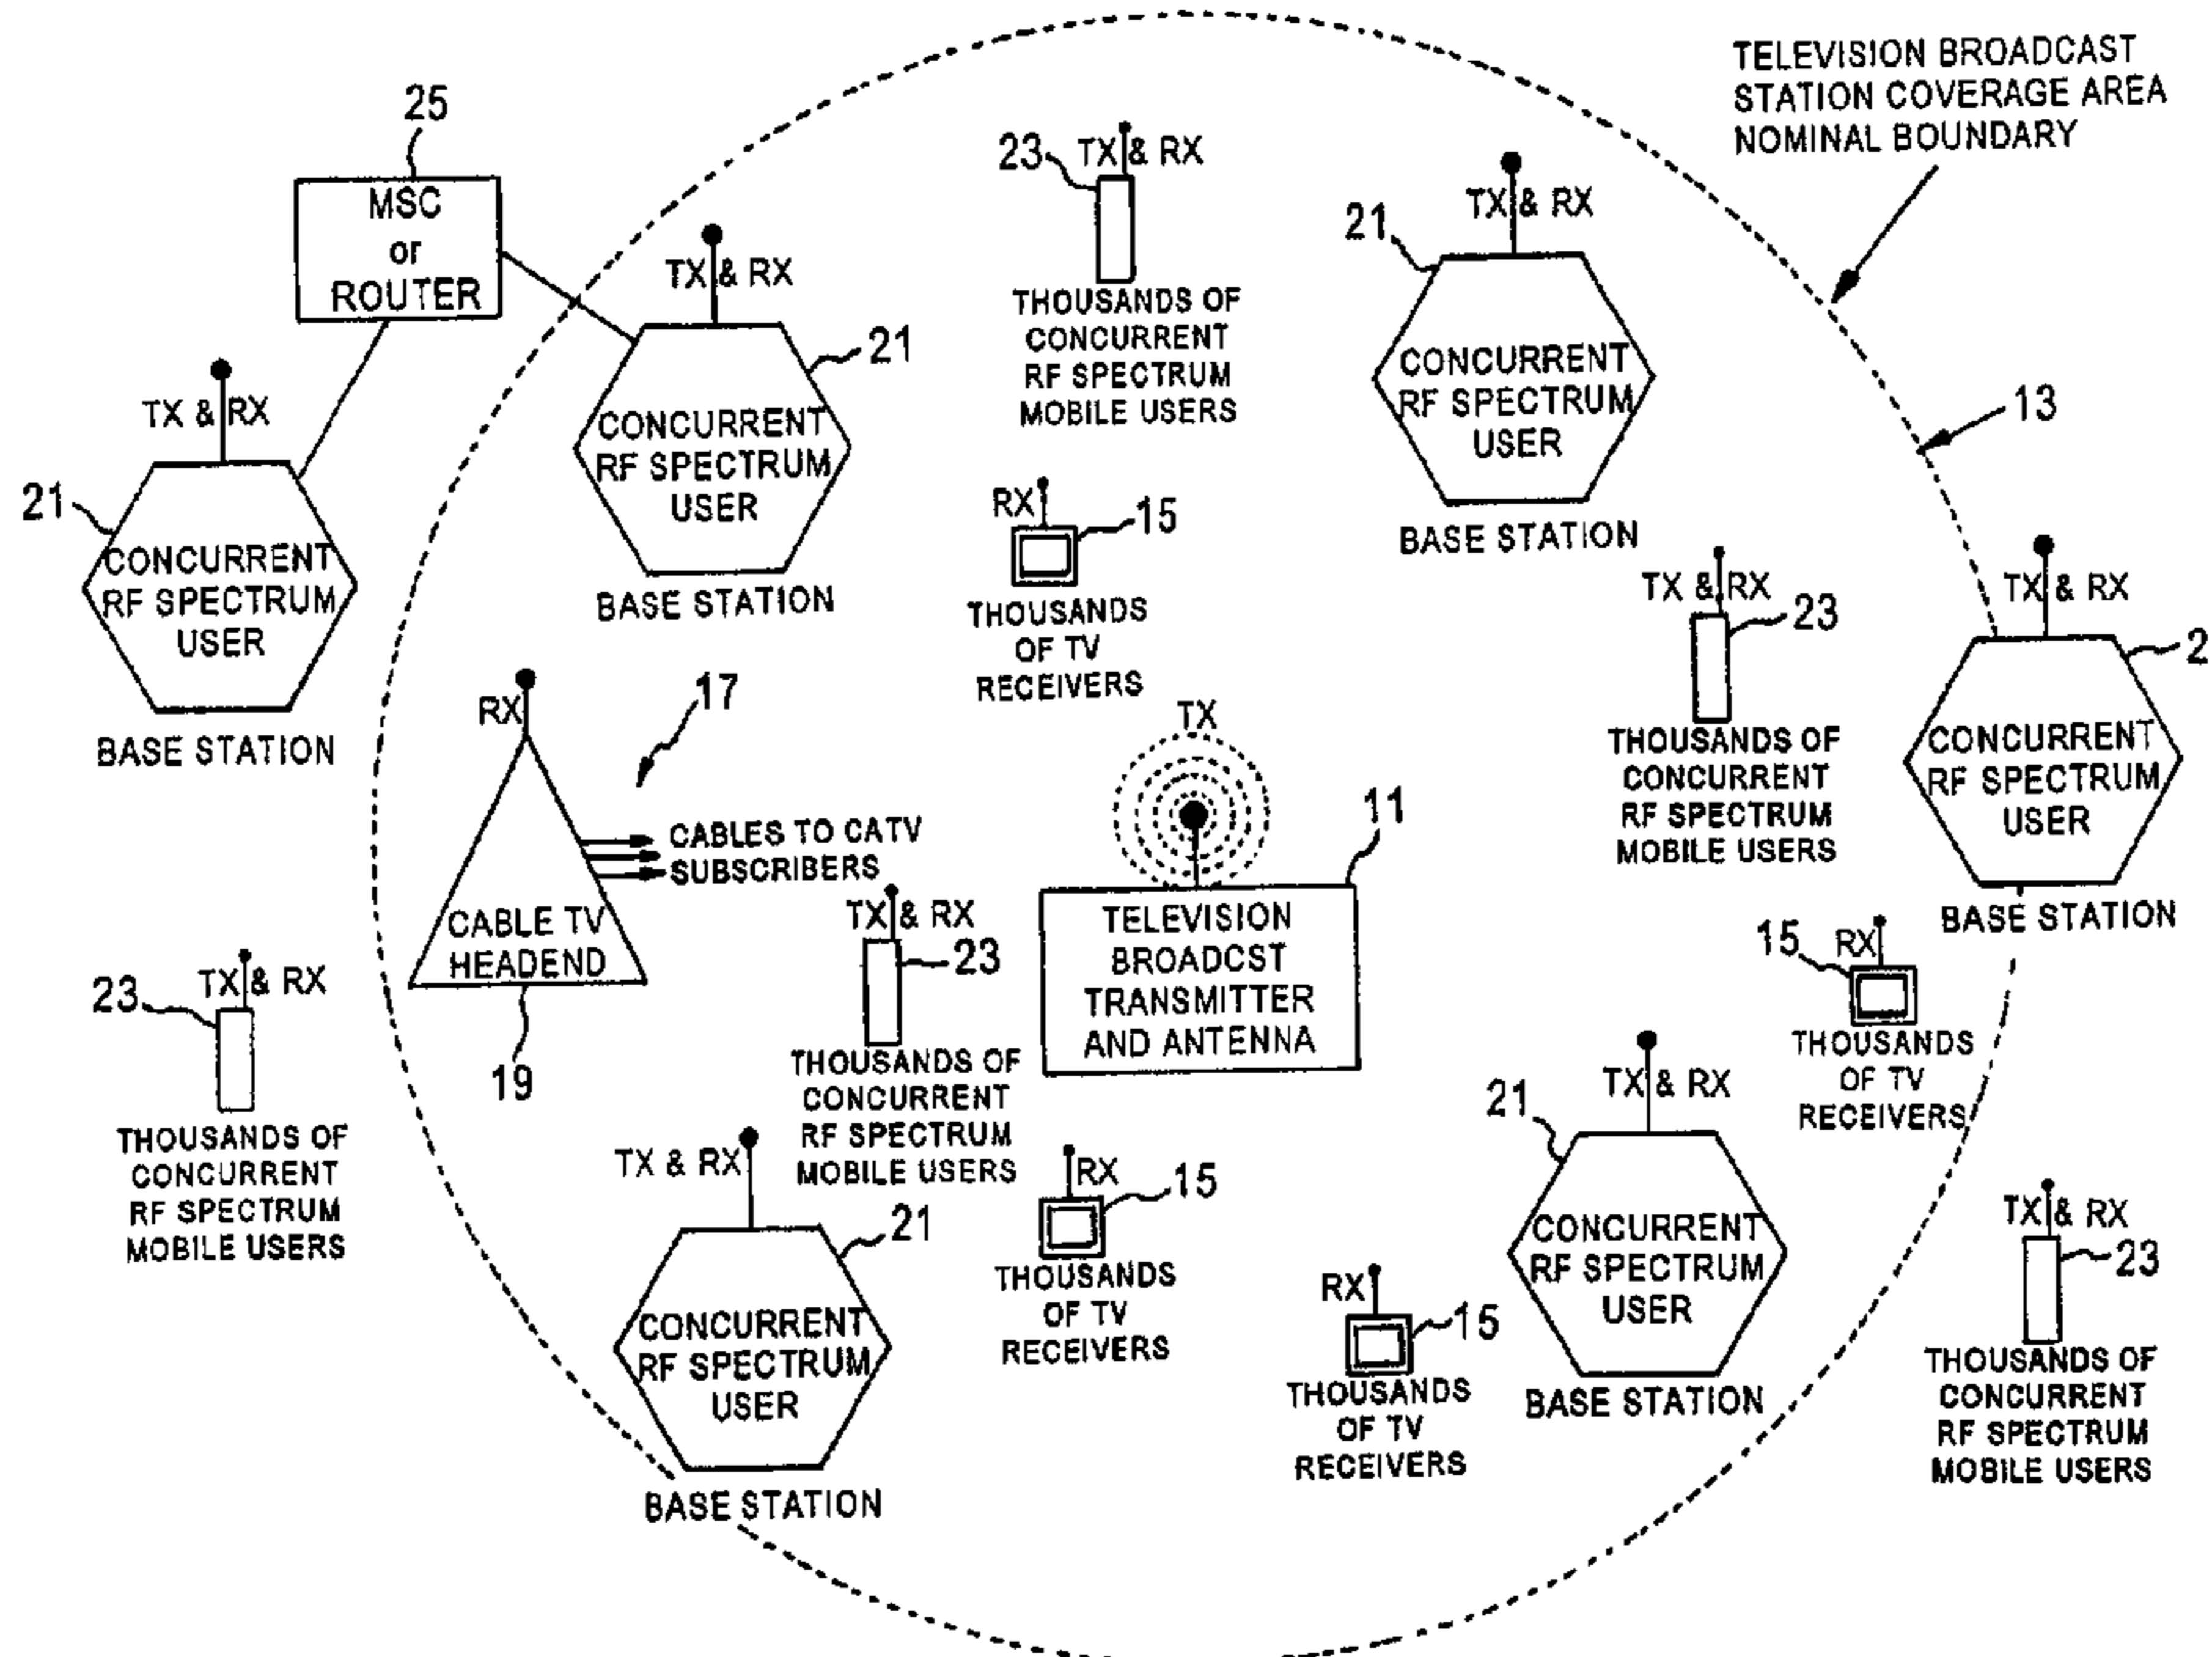 TELEVISION BROADCAST
STATION COVERAGE AREA
NOMINAL BOUNDARY
25
MSC
or
ROUTER
23
TX & RX
THOUSANDS OF
CONCURRENT
RF SPECTRUM
MOBILE USERS
21
TX & RX
CONCURRENT
RF SPECTRUM
USER
BASE STATION
TX & RX
21
CONCURRENT
RF SPECTRUM
USER
BASE STATION
13
TX & RX
21
CONCURRENT
RF SPECTRUM
USER
BASE STATION
RX
15
THOUSANDS
OF TV
RECEIVERS
TX & RX
23
THOUSANDS OF
CONCURRENT
RF SPECTRUM
MOBILE USERS
TX & RX
2
CONCURRENT
RF SPECTRUM
USER
BASE STATION
RX
17
CABLES TO CATV
SUBSCRIBERS
CABLE TV
HEADEND
19
TX
11
TELEVISION
BROADCST
TRANSMITTER
AND ANTENNA
TX & RX
23
THOUSANDS OF
CONCURRENT
RF SPECTRUM
MOBILE USERS
15
RX
THOUSANDS
OF TV
RECEIVERS
23
TX & RX
THOUSANDS OF
CONCURRENT
RF SPECTRUM
MOBILE USERS
TX & RX
21
CONCURRENT
RF SPECTRUM
USER
BASE STATION
RX
15
THOUSANDS
OF TV
RECEIVERS
RX
15
THOUSANDS
OF TV
RECEIVERS
21
TX & RX
CONCURRENT
RF SPECTRUM
USER
BASE STATION
TX & RX
23
THOUSANDS OF
CONCURRENT
RF SPECTRUM
MOBILE USERS